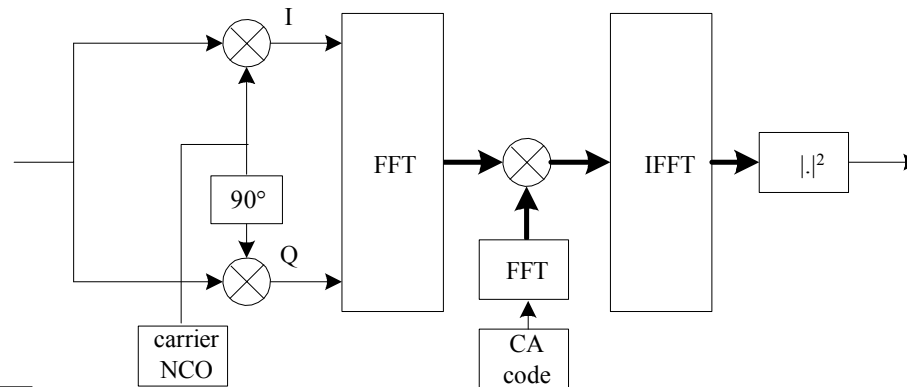 I
FFT
IFFT
|.|²
90°
Q
FFT
carrier
NCO
CA
code